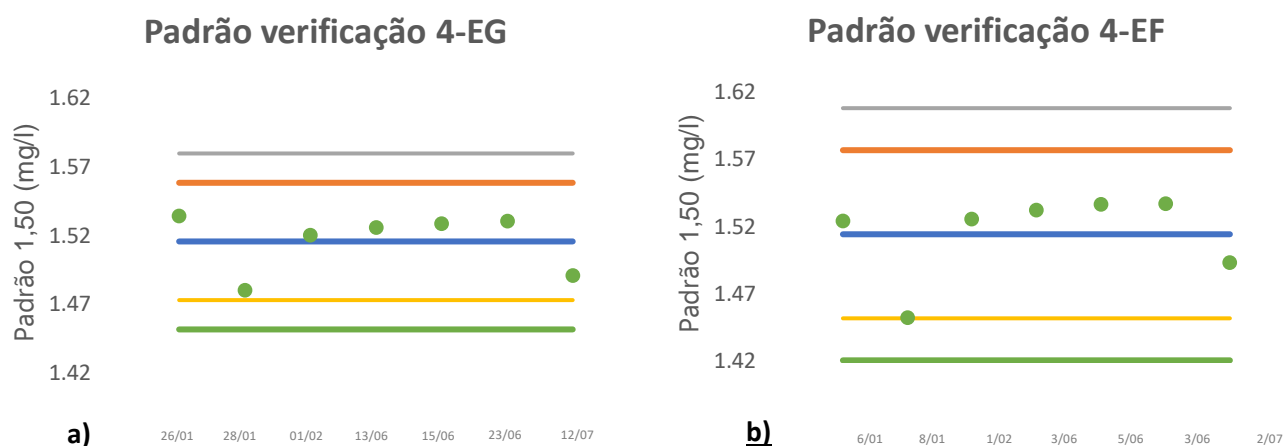 Padrão verificação 4-EG
Padrão 1,50 (mg/l)
1.62
1.57
1.52
1.47
1.42
a)
26/01 28/01 01/02 13/06 15/06 23/06 12/07
Padrão verificação 4-EF
Padrão 1,50 (mg/l)
1.62
1.57
1.52
1.47
1.42
b)
6/01 8/01 1/02 3/06 5/06 3/06 2/07